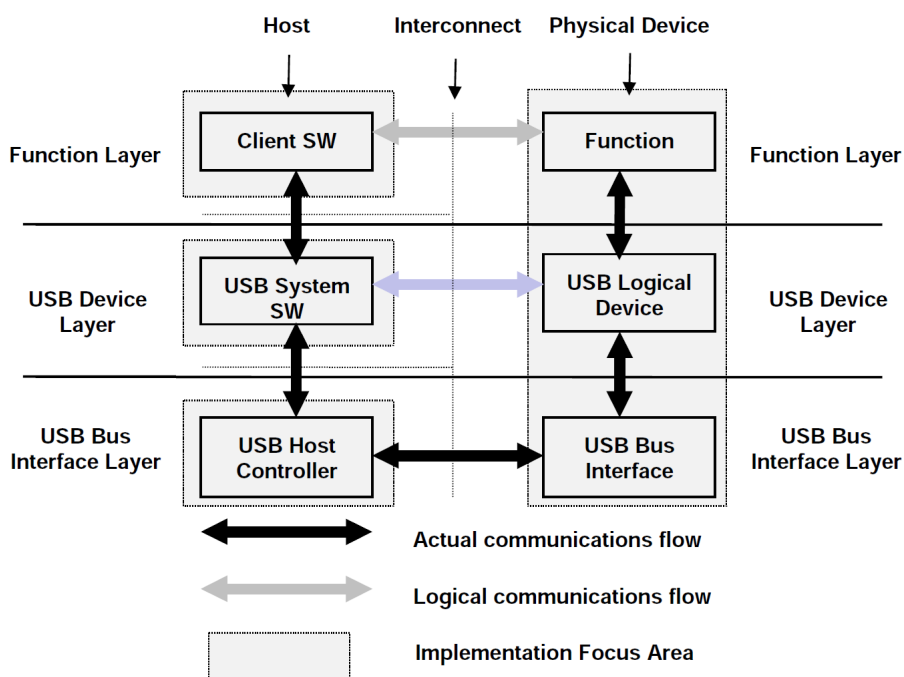 Host
Interconnect
Physical Device
Client SW
Function
Function Layer
Function Layer
USB System
SW
USB Logical
Device
USB Device
Layer
USB Device
Layer
USB Host
Controller
USB Bus
Interface
USB Bus
Interface Layer
USB Bus
Interface Layer
Actual communications flow
Logical communications flow
Implementation Focus Area